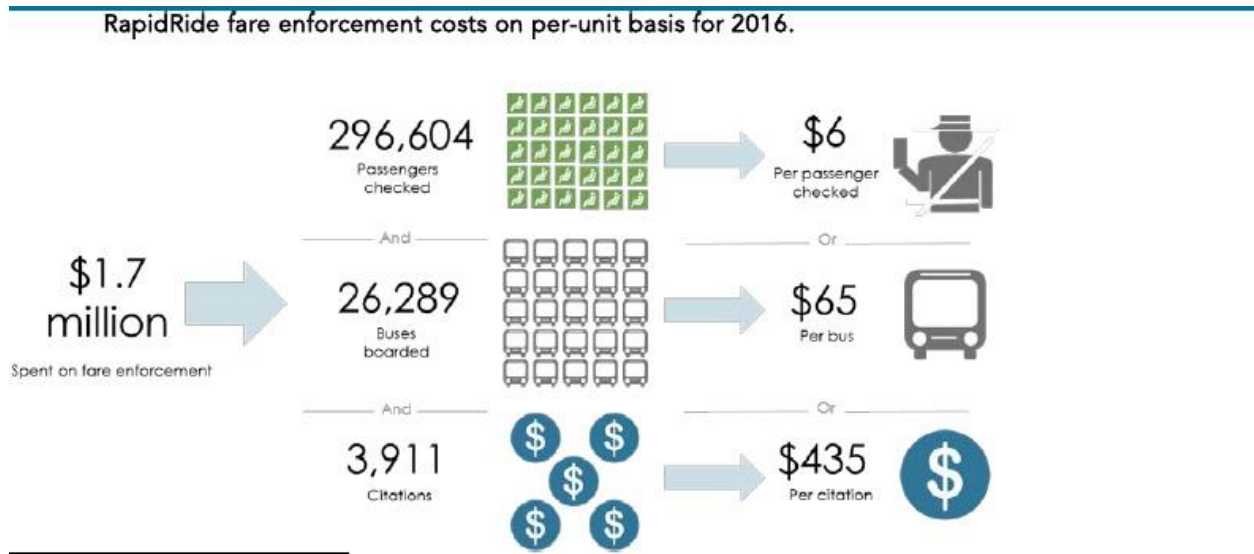 RapidRide fare enforcement costs on per-unit basis for 2016.
296,604
Passengers
checked
$6
Per passenger
checked
And
Or
$1.7
million
Spent on fare enforcement
26,289
Buses
boarded
$65
Per bus
And
Or
3,911
Citations
$ $
$
$ $
$435
Per citation
$